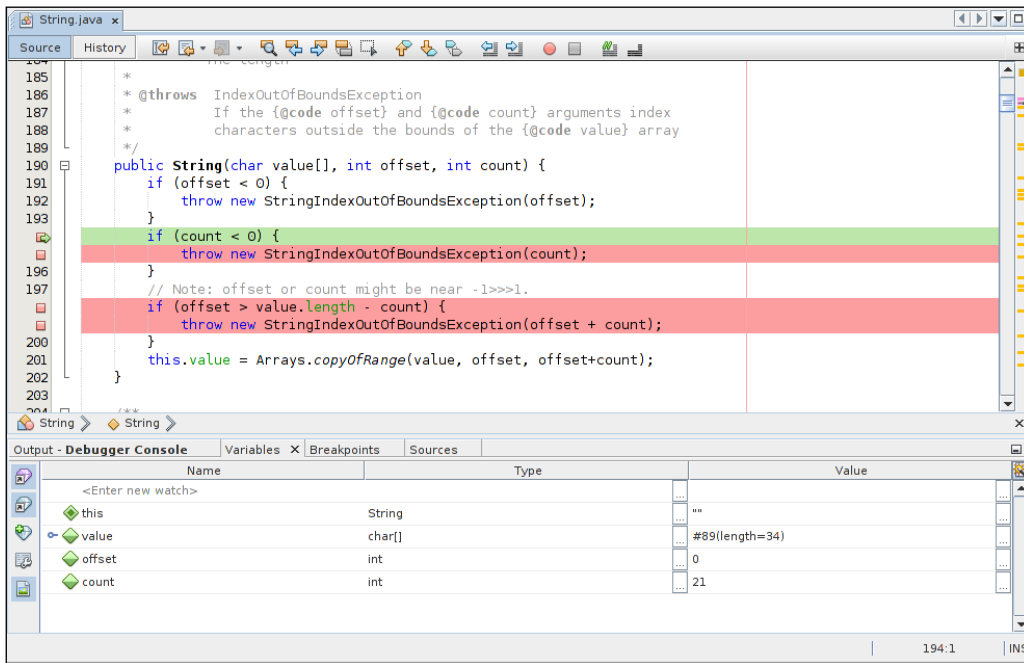 String.java x
Source History
184 The length
185 *
186 * @throws IndexOutOfBoundsException
187 * If the {@code offset} and {@code count} arguments index
188 * characters outside the bounds of the {@code value} array
189 */
190 public String(char value[], int offset, int count) {
191 if (offset < 0) {
192 throw new StringIndexOutOfBoundsException(offset);
193 }
if (count < 0) {
throw new StringIndexOutOfBoundsException(count);
196 }
197 // Note: offset or count might be near -1>>>1.
if (offset > value.length - count) {
throw new StringIndexOutOfBoundsException(offset + count);
200 }
201 this.value = Arrays.copyOfRange(value, offset, offset+count);
202 }
203
204 /**
String String
Output - Debugger Console Variables X Breakpoints Sources
Name Type Value
<Enter new watch> ... ...
this String ... "" ...
value char[] ... #89(length=34) ...
offset int ... 0 ...
count int ... 21 ...
194:1 INS